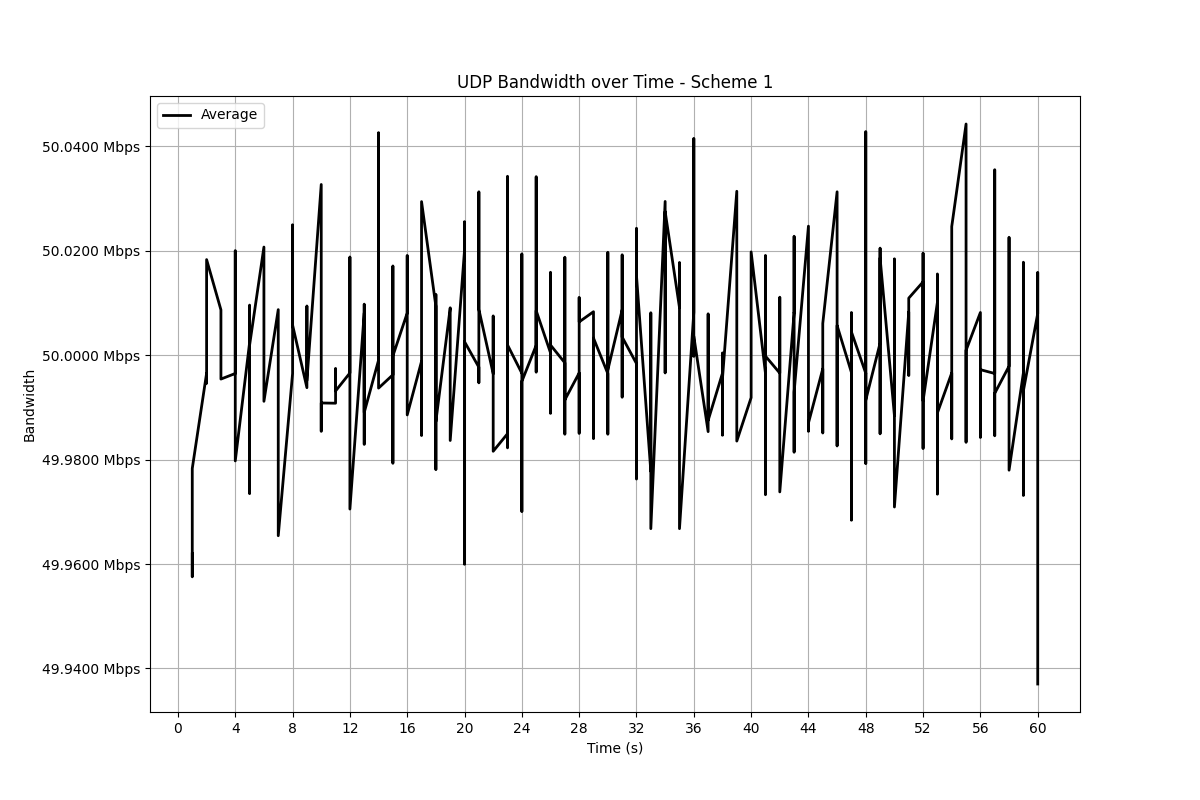 UDP Bandwidth over Time - Scheme 1
Average
50.0400 Mbps
50.0200 Mbps
50.0000 Mbps
49.9800 Mbps
49.9600 Mbps
49.9400 Mbps
Bandwidth
0 4 8 12 16 20 24 28 32 36 40 44 48 52 56 60
Time (s)